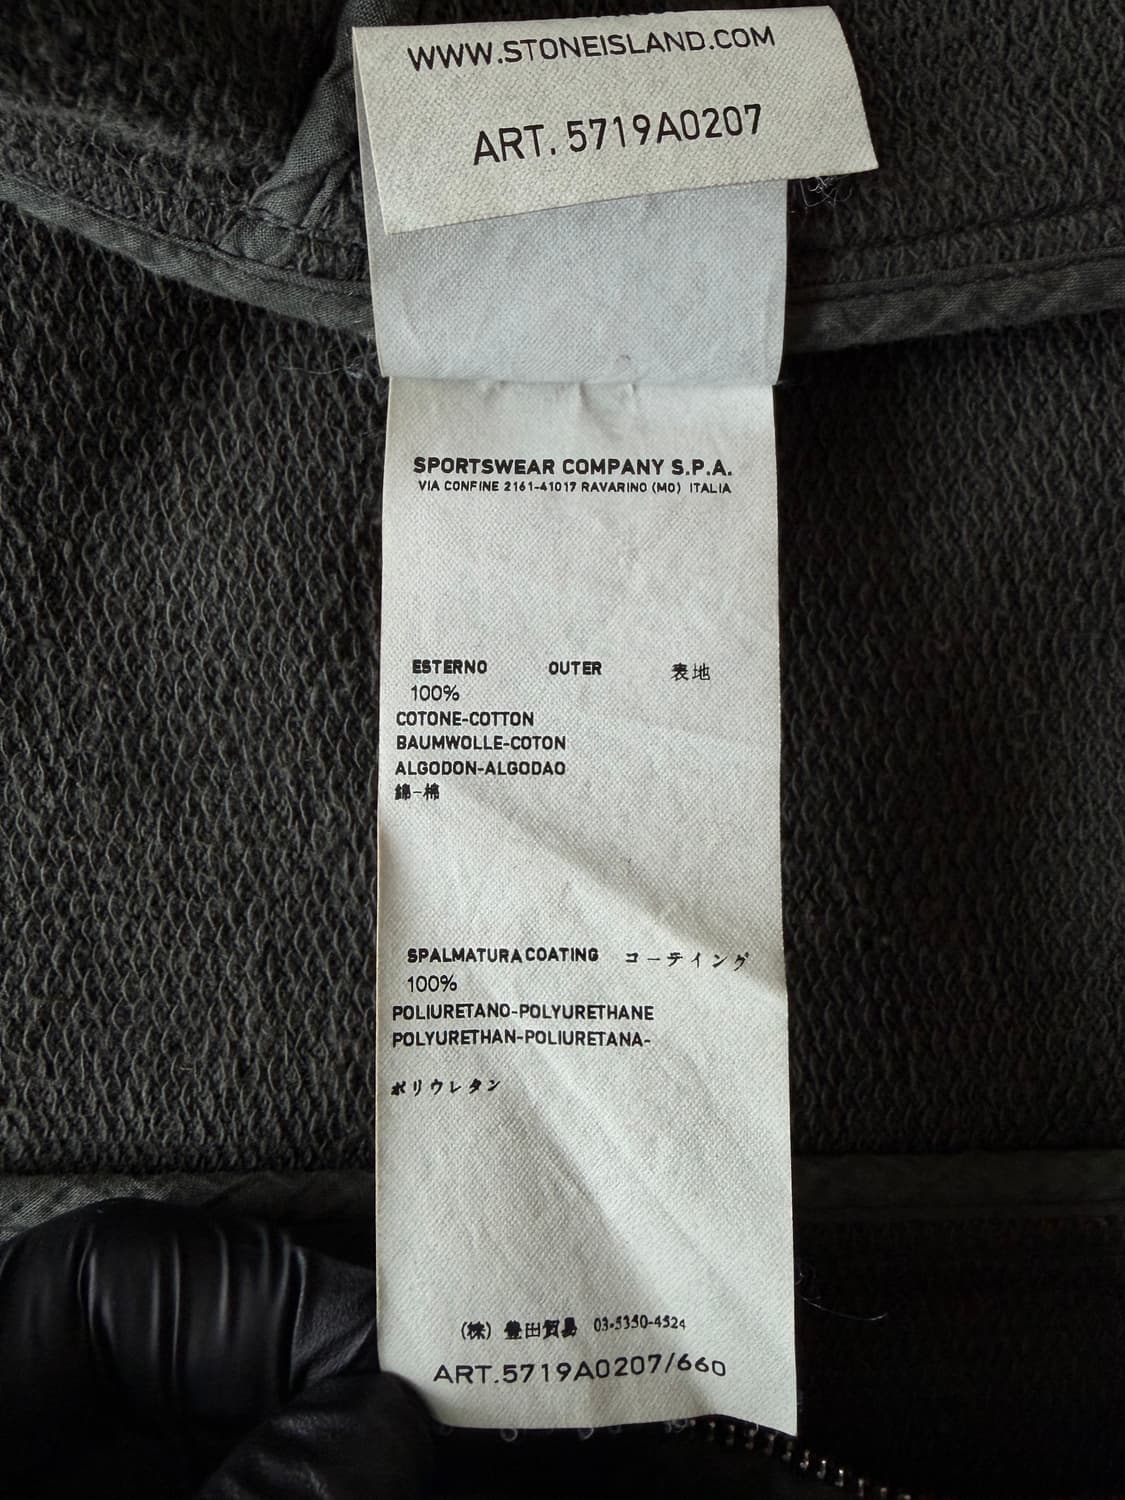 WWW.STONEISLAND.COM
ART. 5719A0207
SPORTSWEAR COMPANY S.P.A.
VIA CONFINE 2161-41017 RAVARINO (MO) ITALIA
ESTERNO OUTER 表地
100%
COTONE-COTTON
BAUMWOLLE-COTON
ALGODON-ALGODAO
錦-棉
SPALMATURA COATING コーティング
100%
POLIURETANO-POLYURETHANE
POLYURETHAN-POLIURETANA-
ポリウレタン
(株) 豊田貿易 03-5350-4524
ART.5719A0207/660